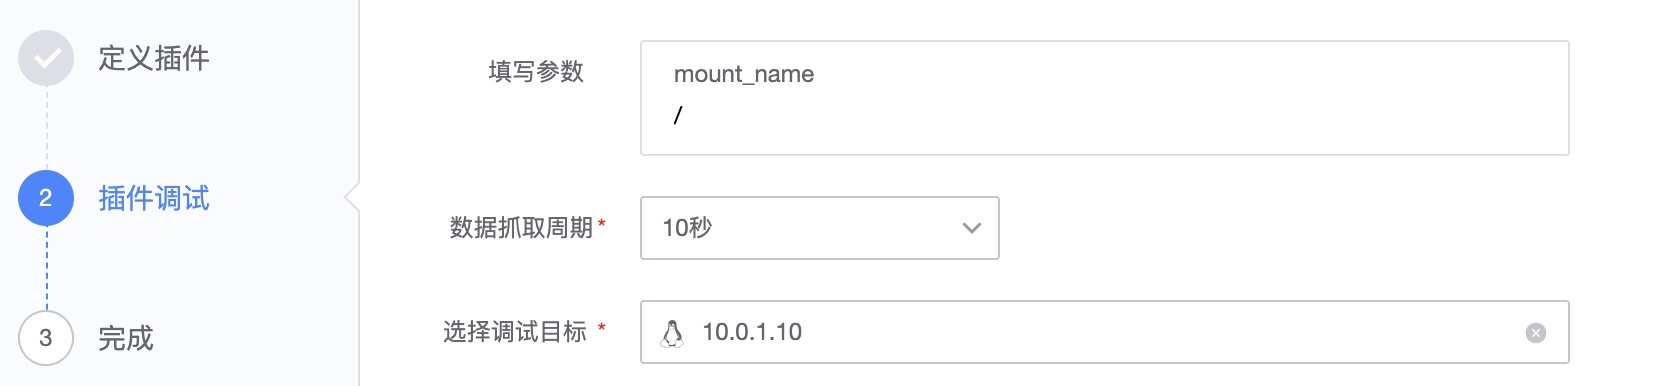 定义插件
2 插件调试
3 完成
填写参数
mount_name
/
数据抓取周期* 10秒
选择调试目标 * 10.0.1.10